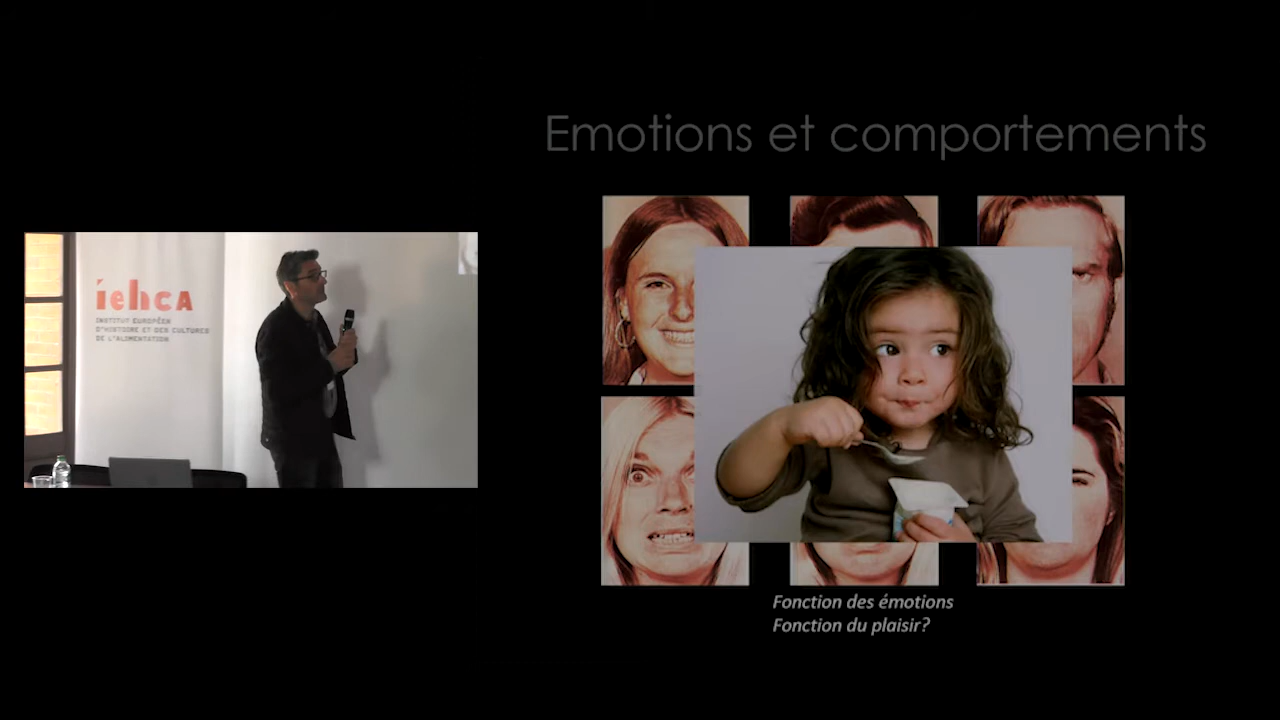 Emotions et comportements
iehca
INSTITUT EUROPÉEN
D'HISTOIRE ET DES CULTURES
DE L'ALIMENTATION
Fonction des émotions
Fonction du plaisir?